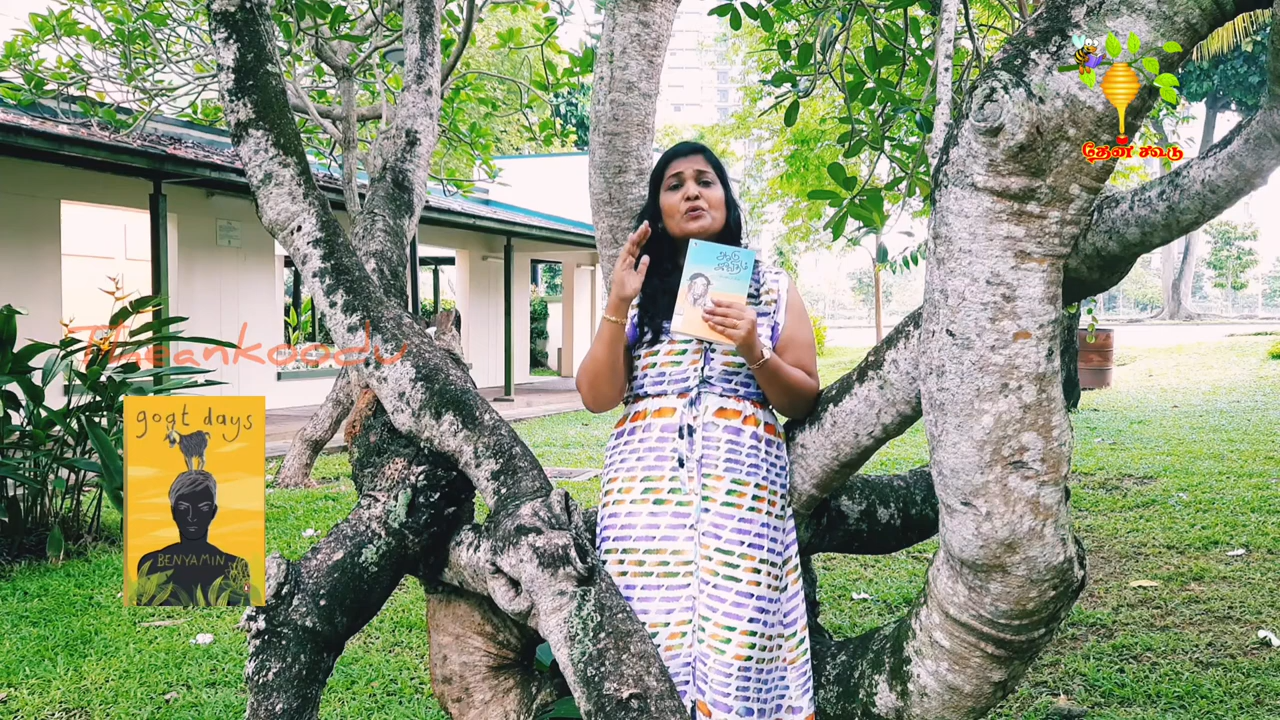 தேன் கூடு
ஆடு
ஜீவிதம்
Theankoodu
goat days
BENYAMIN